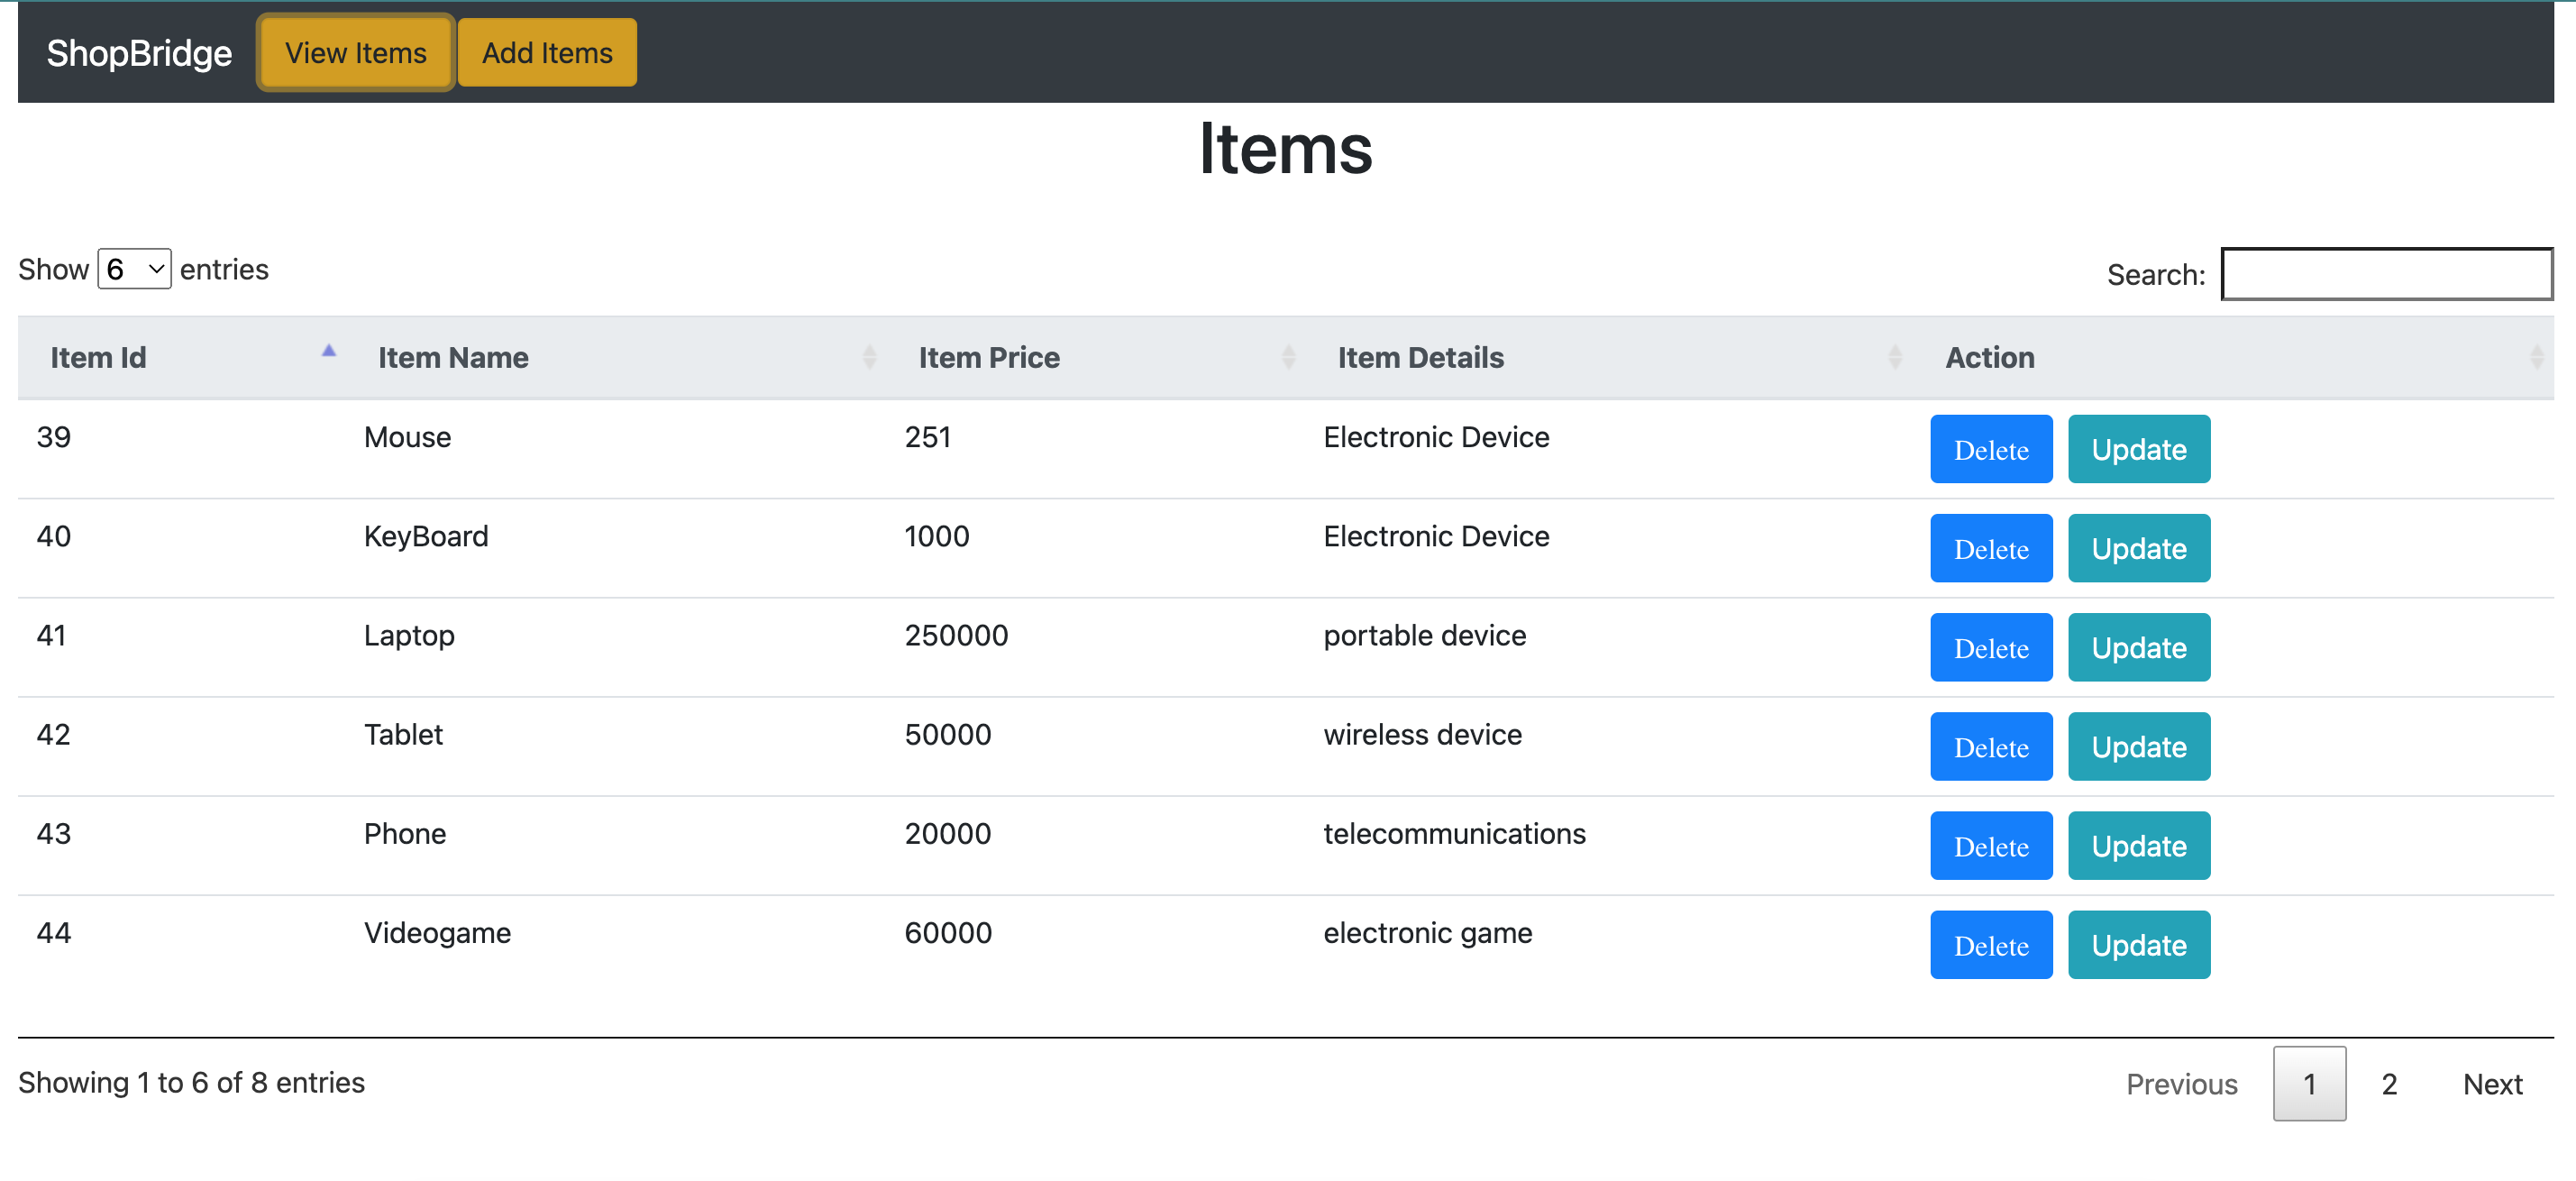 ShopBridge View Items Add Items
Items
Show 6 entries Search:
Item Id Item Name Item Price Item Details Action
39 Mouse 251 Electronic Device Delete Update
40 KeyBoard 1000 Electronic Device Delete Update
41 Laptop 250000 portable device Delete Update
42 Tablet 50000 wireless device Delete Update
43 Phone 20000 telecommunications Delete Update
44 Videogame 60000 electronic game Delete Update
Showing 1 to 6 of 8 entries Previous 1 2 Next